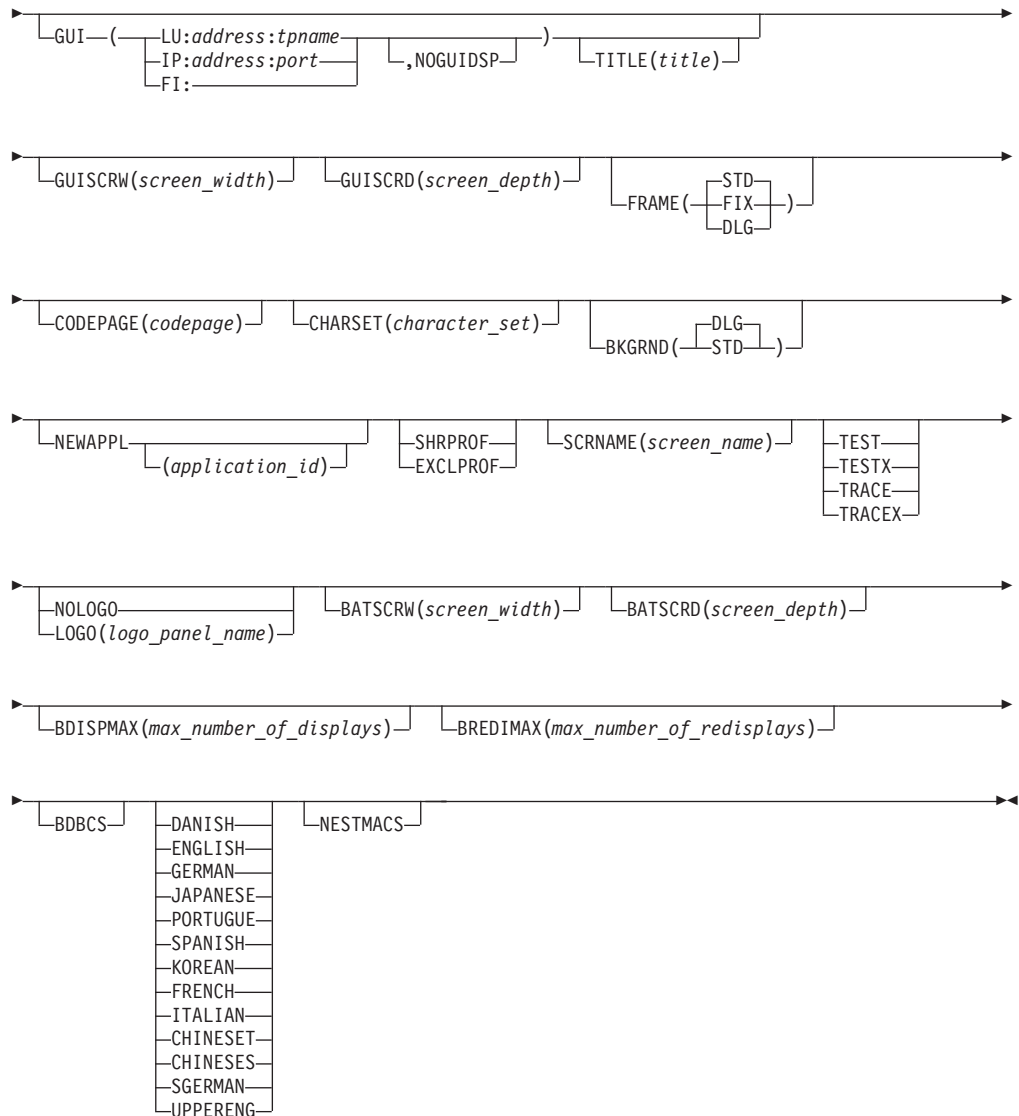 GUI ( LU:address:tpname ) TITLE(title)
IP:address:port ,NOGUIDSP
FI:
GUISCRW(screen_width) GUISCRD(screen_depth) FRAME( STD )
FIX
DLG
CODEPAGE(codepage) CHARSET(character_set) BKGRND( DLG )
STD
NEWAPPL (application_id) SHRPROF SCRNAME(screen_name) TEST
EXCLPROF TESTX
TRACE
TRACEX
NOLOGO BATSCRW(screen_width) BATSCRD(screen_depth)
LOGO(logo_panel_name)
BDISPMAX(max_number_of_displays) BREDIMAX(max_number_of_redisplays)
BDBCS DANISH NESTMACS
ENGLISH
GERMAN
JAPANESE
PORTUGUE
SPANISH
KOREAN
FRENCH
ITALIAN
CHINESET
CHINESES
SGERMAN
UPPERENG